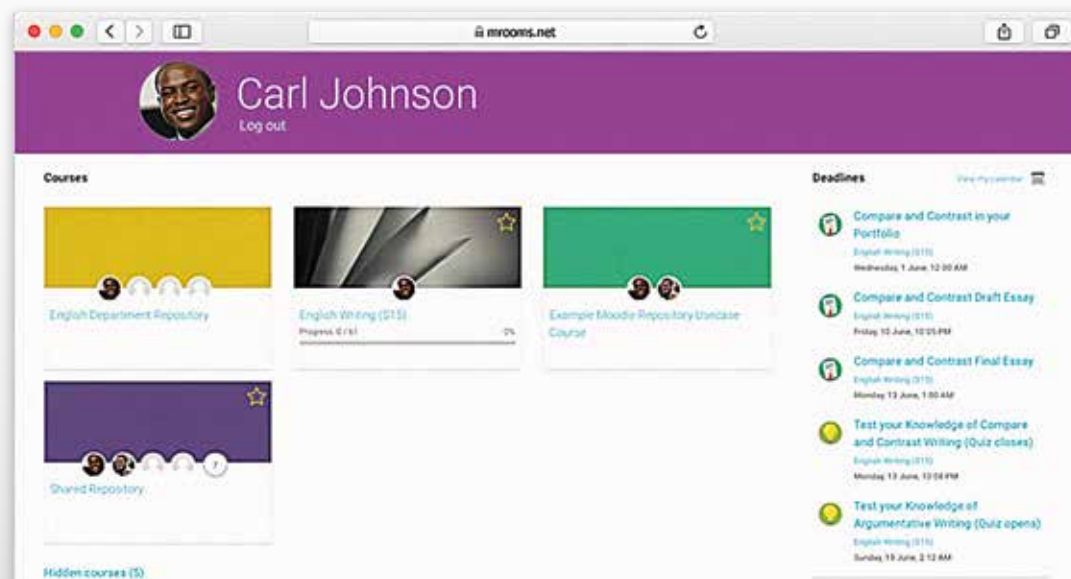 mrooms.net
Carl Johnson
Log out
Courses
English Department Repository
English Writing (S15)
Progress: 0 / 61
0%
Example Moodle Repository Usecase
Course
Shared Repository
7
Hidden courses (5)
Deadlines
View my calendar
Compare and Contrast in your
Portfolio
English Writing (S15)
Wednesday, 1 June, 12:00 AM
Compare and Contrast Draft Essay
English Writing (S15)
Friday, 10 June, 10:05 PM
Compare and Contrast Final Essay
English Writing (S15)
Monday, 13 June, 1:00 AM
Test your Knowledge of Compare
and Contrast Writing (Quiz closes)
English Writing (S15)
Monday, 13 June,
Test your Knowledge of
Argumentative Writing (Quiz opens)
English Writing (S15)
Sunday, 19 June, 2:12 AM